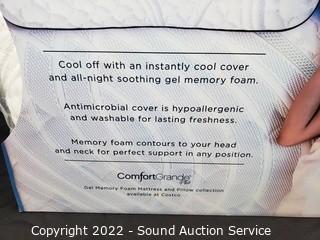 Cool off with an instantly cool cover
and all-night soothing gel memory foam.
Antimicrobial cover is hypoallergenic
and washable for lasting freshness.
Memory foam contours to your head
and neck for perfect support in any position.
ComfortGrande
Gel Memory Foam Mattress and Pillow collection
available at Costco.
Copyright 2022 - Sound Auction Service